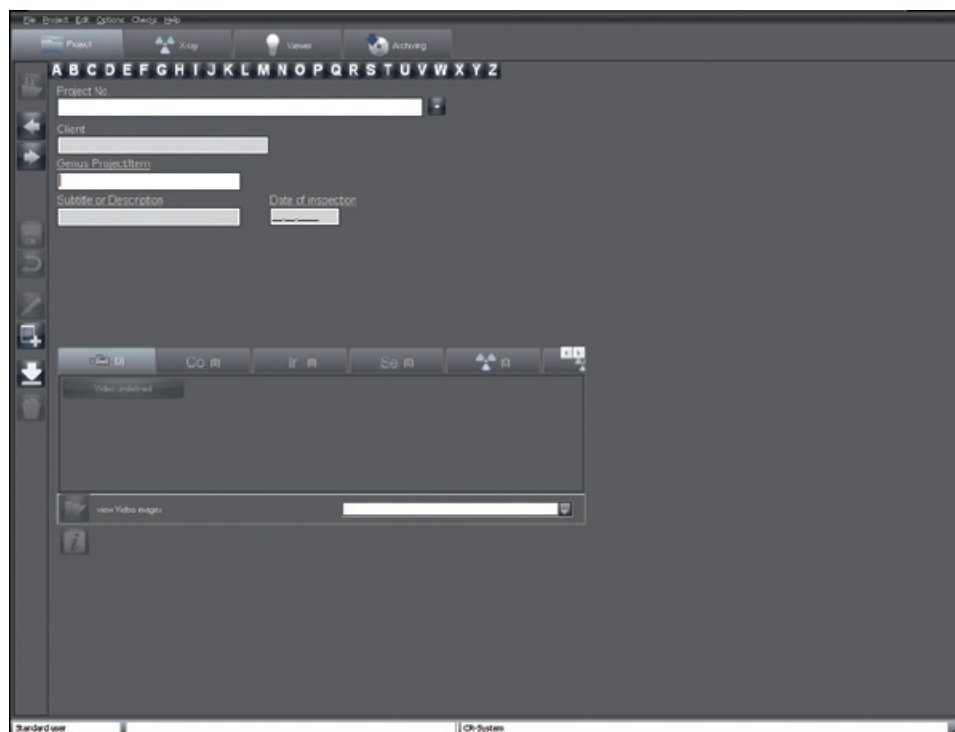 File Project Edit Options Checks Help
Project X-ray Viewer Archiving
A B C D E F G H I J K L M N O P Q R S T U V W X Y Z
Project No.
Client
Genus Project/Item
Subtitle or Description Date of inspection
Co Ir Se
Video undefined
view Video images
i
Standard user CR-System